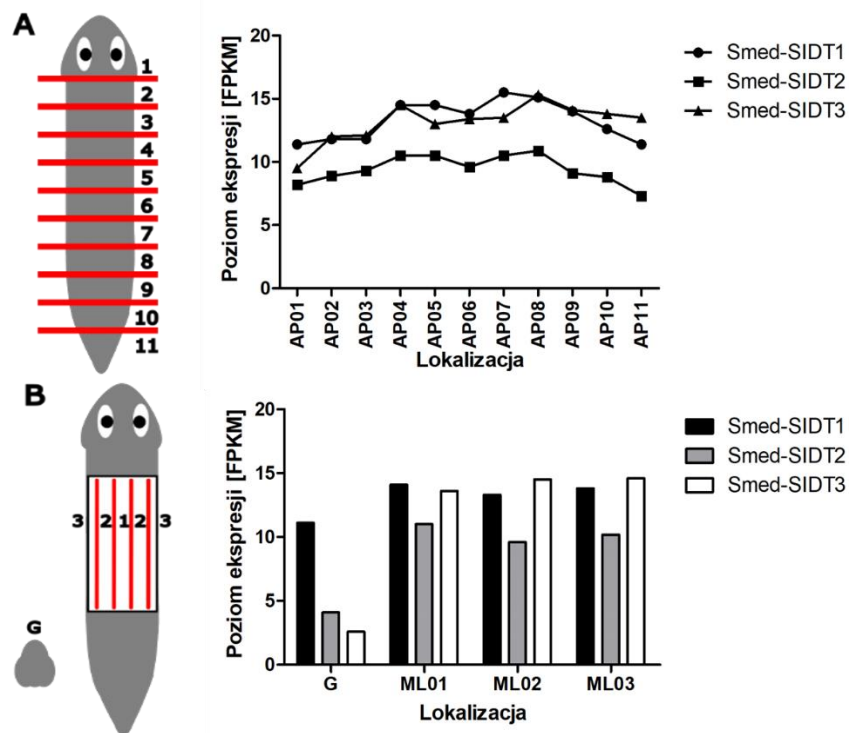 A
1
2
3
4
5
6
7
8
9
10
11
Poziom ekspresji [FPKM]
20
15
10
5
0
AP01
AP02
AP03
AP04
AP05
AP06
AP07
AP08
AP09
AP10
AP11
Lokalizacja
Smed-SIDT1
Smed-SIDT2
Smed-SIDT3
B
3 2 1 2 3
G
Poziom ekspresji [FPKM]
20
15
10
5
0
G ML01 ML02 ML03
Lokalizacja
Smed-SIDT1
Smed-SIDT2
Smed-SIDT3